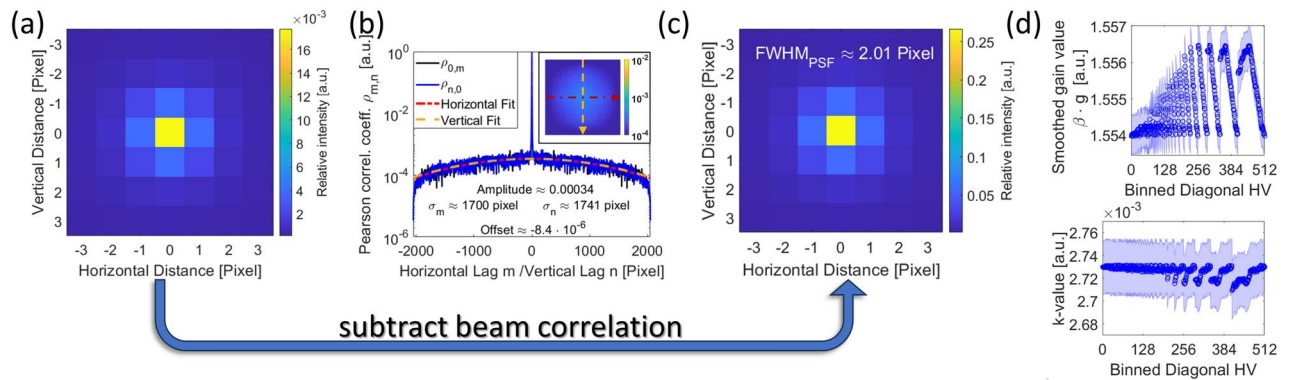 (a)
×10⁻³
-3
-2
-1
0
1
2
3
Vertical Distance [Pixel]
-3 -2 -1 0 1 2 3
Horizontal Distance [Pixel]
16
14
12
10
8
6
4
2
Relative intensity [a.u.]
(b)
10⁰
10⁻²
10⁻⁴
10⁻⁶
Pearson correl. coeff. ρm,n [a.u.]
ρ0,m
ρn,0
Horizontal Fit
Vertical Fit
10⁻²
10⁻³
10⁻⁴
Amplitude ≈ 0.00034
σm ≈ 1700 pixel σn ≈ 1741 pixel
Offset ≈ -8.4 · 10⁻⁶
-2000 -1000 0 1000 2000
Horizontal Lag m /Vertical Lag n [Pixel]
(c)
FWHMPSF ≈ 2.01 Pixel
-3
-2
-1
0
1
2
3
Vertical Distance [Pixel]
-3 -2 -1 0 1 2 3
Horizontal Distance [Pixel]
0.25
0.2
0.15
0.1
0.05
Relative intensity [a.u.]
subtract beam correlation
(d)
Smoothed gain value
β · g [a.u.]
1.557
1.5555
1.554
0 128 256 384 512
Binned Diagonal HV
×10⁻³
k-value [a.u.]
2.76
2.74
2.72
2.7
2.68
0 128 256 384 512
Binned Diagonal HV